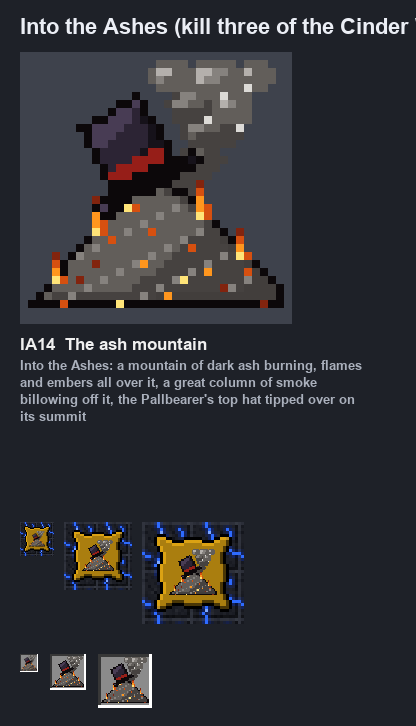 Into the Ashes (kill three of the Cinder
IA14 The ash mountain
Into the Ashes: a mountain of dark ash burning, flames
and embers all over it, a great column of smoke
billowing off it, the Pallbearer's top hat tipped over on
its summit